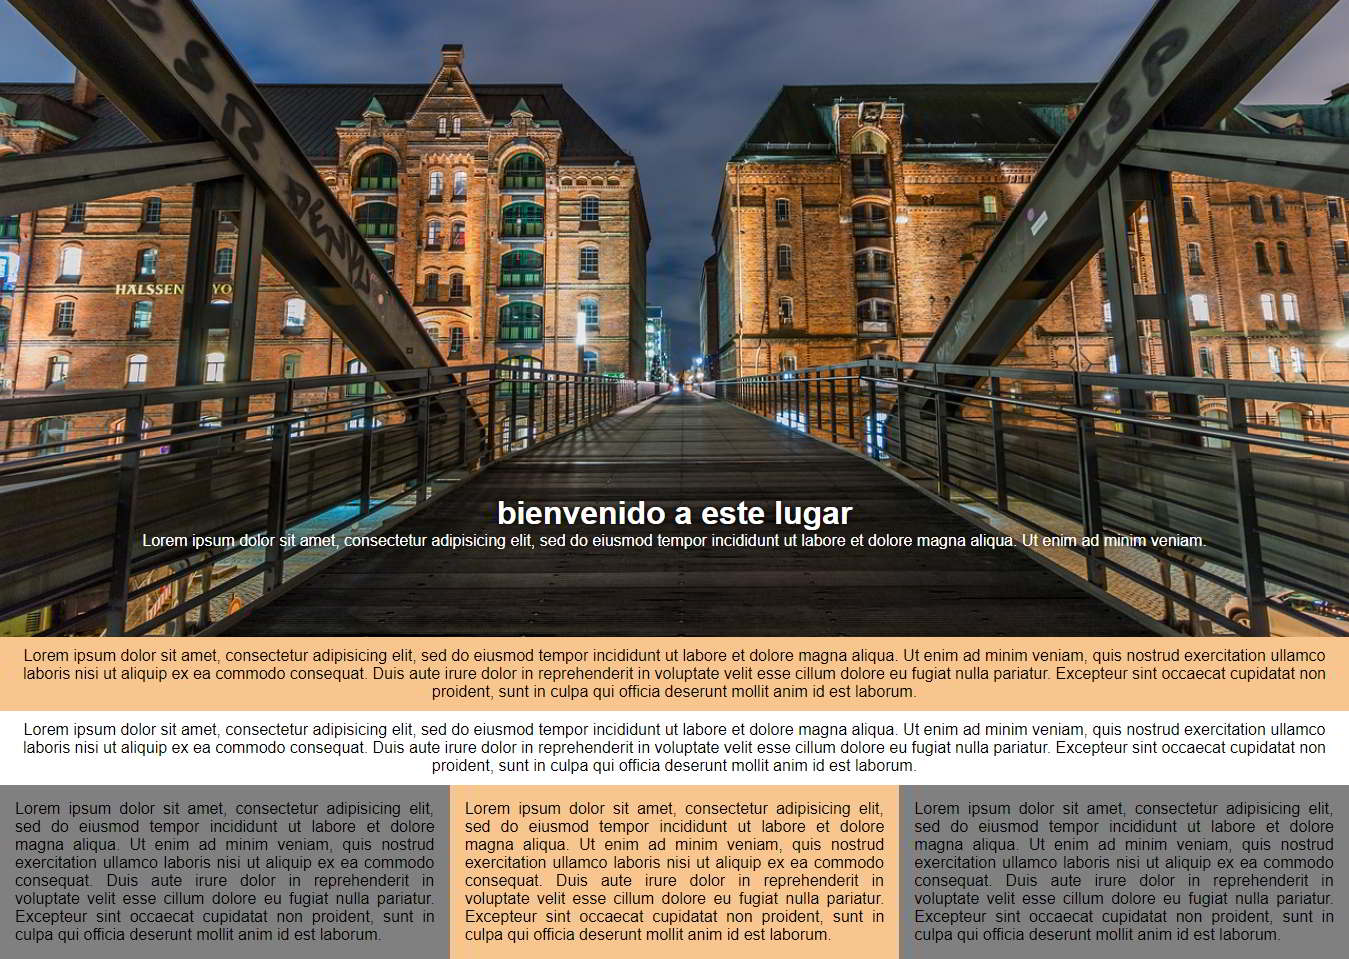 HÄLSSEN
YO
bienvenido a este lugar
Lorem ipsum dolor sit amet, consectetur adipisicing elit, sed do eiusmod tempor incididunt ut labore et dolore magna aliqua. Ut enim ad minim veniam.
Lorem ipsum dolor sit amet, consectetur adipisicing elit, sed do eiusmod tempor incididunt ut labore et dolore magna aliqua. Ut enim ad minim veniam, quis nostrud exercitation ullamco
laboris nisi ut aliquip ex ea commodo consequat. Duis aute irure dolor in reprehenderit in voluptate velit esse cillum dolore eu fugiat nulla pariatur. Excepteur sint occaecat cupidatat non
proident, sunt in culpa qui officia deserunt mollit anim id est laborum.
Lorem ipsum dolor sit amet, consectetur adipisicing elit, sed do eiusmod tempor incididunt ut labore et dolore magna aliqua. Ut enim ad minim veniam, quis nostrud exercitation ullamco
laboris nisi ut aliquip ex ea commodo consequat. Duis aute irure dolor in reprehenderit in voluptate velit esse cillum dolore eu fugiat nulla pariatur. Excepteur sint occaecat cupidatat non
proident, sunt in culpa qui officia deserunt mollit anim id est laborum.
Lorem ipsum dolor sit amet, consectetur adipisicing elit,
sed do eiusmod tempor incididunt ut labore et dolore
magna aliqua. Ut enim ad minim veniam, quis nostrud
exercitation ullamco laboris nisi ut aliquip ex ea commodo
consequat. Duis aute irure dolor in reprehenderit in
voluptate velit esse cillum dolore eu fugiat nulla pariatur.
Excepteur sint occaecat cupidatat non proident, sunt in
culpa qui officia deserunt mollit anim id est laborum.
Lorem ipsum dolor sit amet, consectetur adipisicing elit,
sed do eiusmod tempor incididunt ut labore et dolore
magna aliqua. Ut enim ad minim veniam, quis nostrud
exercitation ullamco laboris nisi ut aliquip ex ea commodo
consequat. Duis aute irure dolor in reprehenderit in
voluptate velit esse cillum dolore eu fugiat nulla pariatur.
Excepteur sint occaecat cupidatat non proident, sunt in
culpa qui officia deserunt mollit anim id est laborum.
Lorem ipsum dolor sit amet, consectetur adipisicing elit,
sed do eiusmod tempor incididunt ut labore et dolore
magna aliqua. Ut enim ad minim veniam, quis nostrud
exercitation ullamco laboris nisi ut aliquip ex ea commodo
consequat. Duis aute irure dolor in reprehenderit in
voluptate velit esse cillum dolore eu fugiat nulla pariatur.
Excepteur sint occaecat cupidatat non proident, sunt in
culpa qui officia deserunt mollit anim id est laborum.